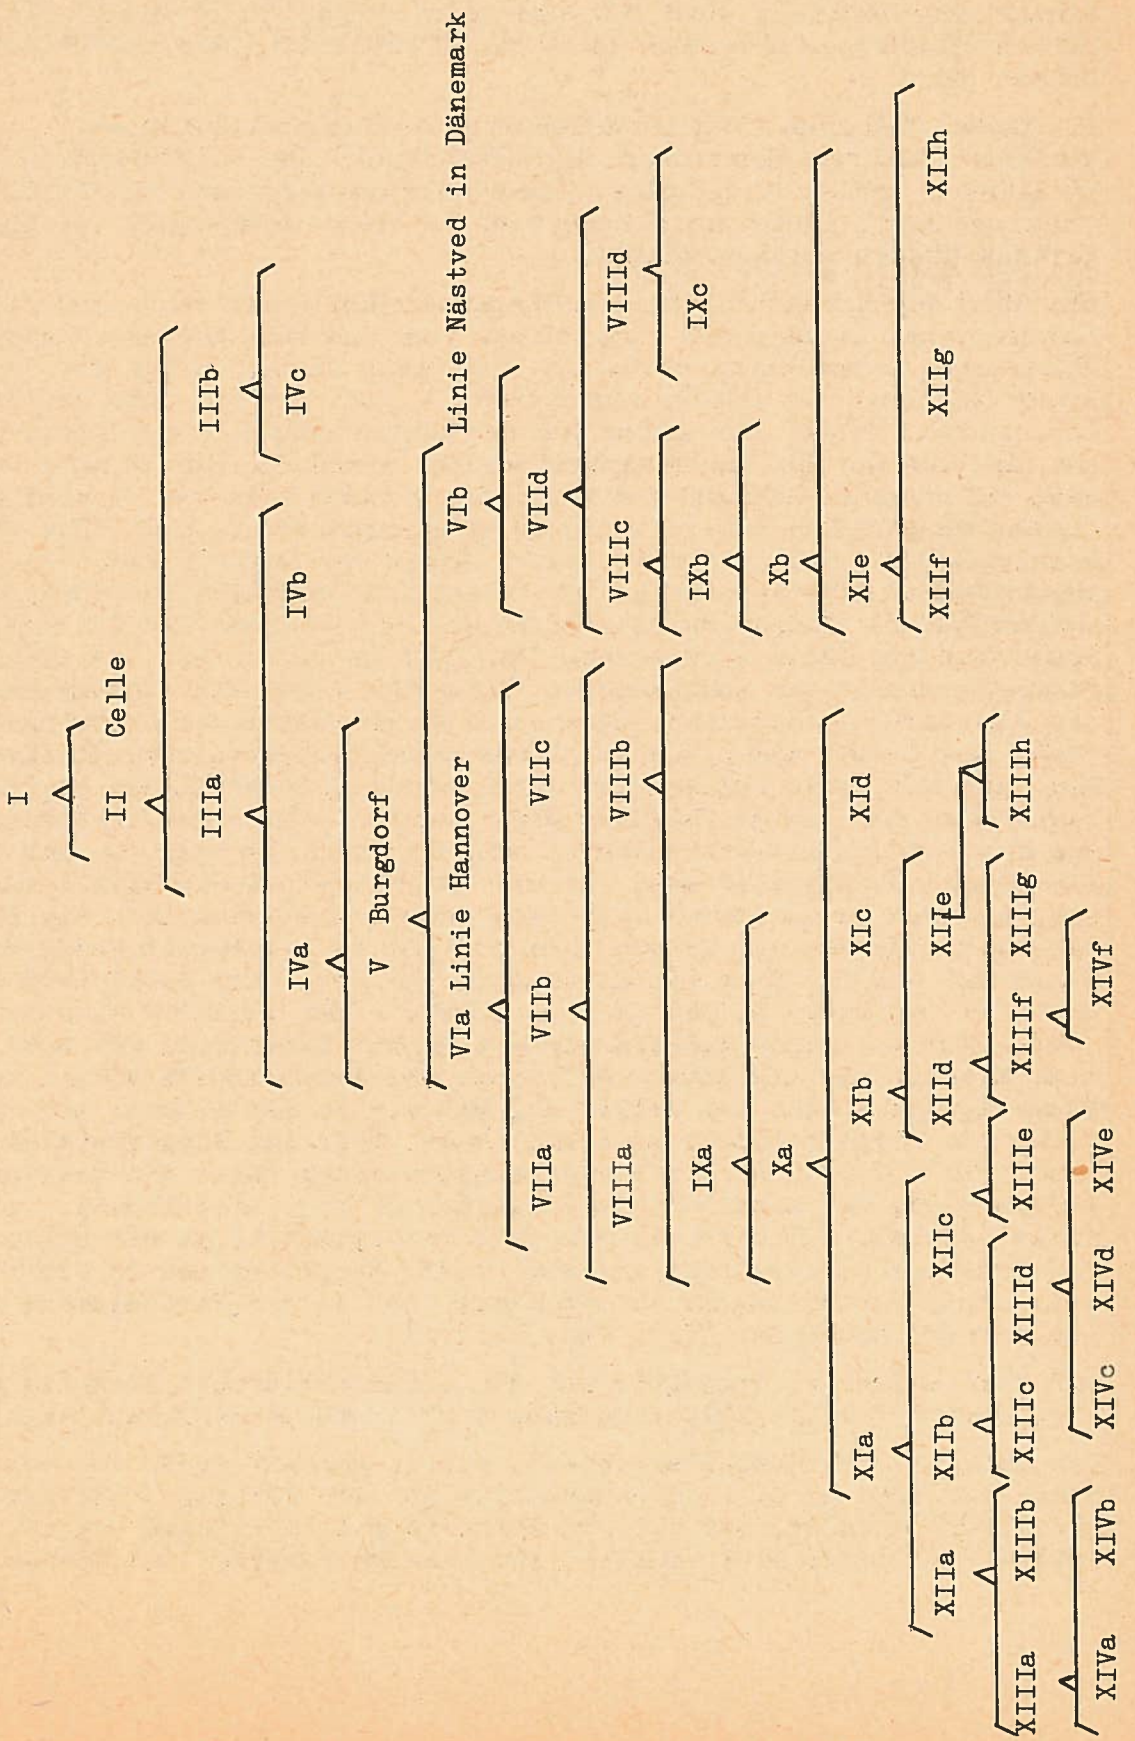 I
II Celle
IIIa IIIb
IVa IVb IVc
V Burgdorf
VIa Linie Hannover VIb Linie Nästved in Dänemark
VIIa VIIb VIIc VIId
VIIIa VIIIb VIIIc VIIId
IXa IXb IXc
Xa Xb
XIa XIb XIc XId XIe
XIIa XIIb XIIc XIId XIIe XIIf XIIg XIIh
XIIIa XIIIb XIIIc XIIId XIIIe XIIIf XIIIg XIIIh
XIVa XIVb XIVc XIVd XIVe XIVf